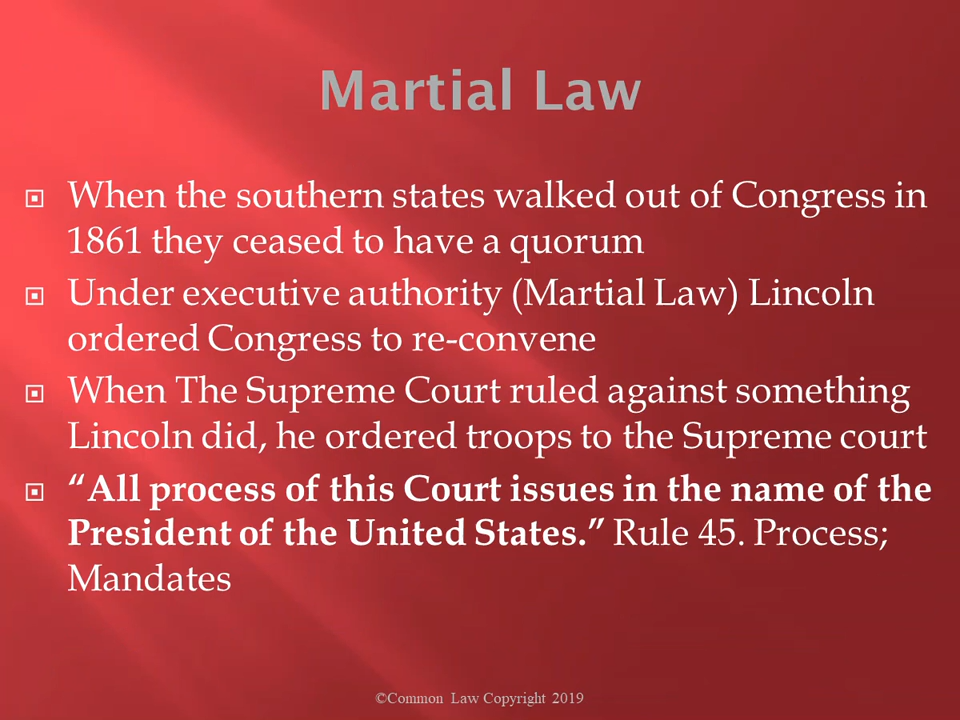 Martial Law
When the southern states walked out of Congress in
1861 they ceased to have a quorum
Under executive authority (Martial Law) Lincoln
ordered Congress to re-convene
When The Supreme Court ruled against something
Lincoln did, he ordered troops to the Supreme court
“All process of this Court issues in the name of the
President of the United States.” Rule 45. Process;
Mandates
©Common Law Copyright 2019